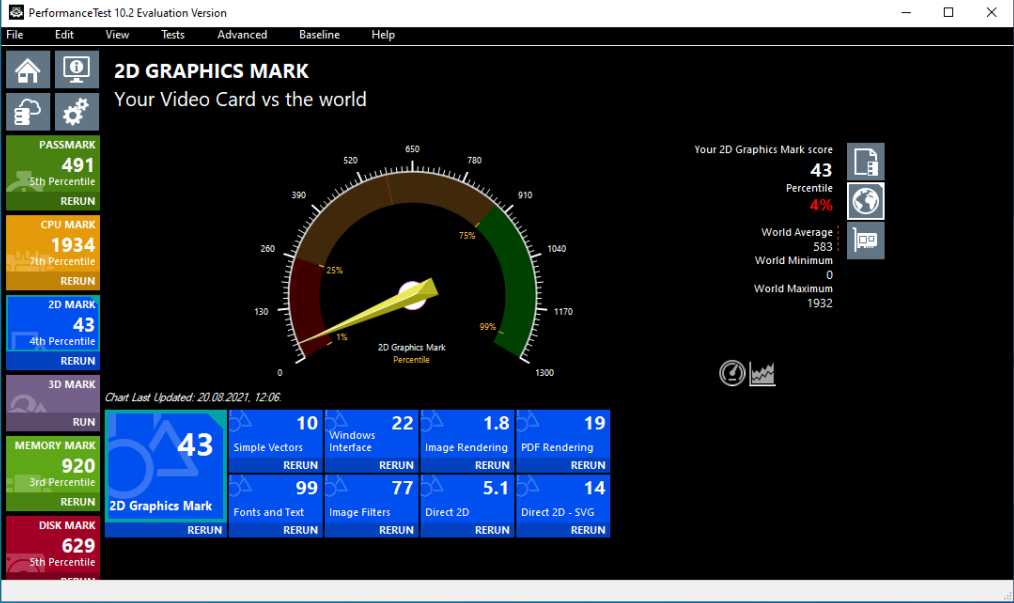 PerformanceTest 10.2 Evaluation Version
File Edit View Tests Advanced Baseline Help
2D GRAPHICS MARK
Your Video Card vs the world
PASSMARK
491
5th Percentile
RERUN
CPU MARK
1934
7th Percentile
RERUN
2D MARK
43
4th Percentile
RERUN
3D MARK
RUN
MEMORY MARK
920
3rd Percentile
RERUN
DISK MARK
629
5th Percentile
RERUN
0
130
260
390
520
650
780
910
1040
1170
1300
1%
25%
75%
99%
2D Graphics Mark
Percentile
Your 2D Graphics Mark score
43
Percentile
4%
World Average
583
World Minimum
0
World Maximum
1932
Chart Last Updated: 20.08.2021, 12:06.
43
2D Graphics Mark
RERUN
10
Simple Vectors
RERUN
22
Windows
Interface
RERUN
1.8
Image Rendering
RERUN
19
PDF Rendering
RERUN
99
Fonts and Text
RERUN
77
Image Filters
RERUN
5.1
Direct 2D
RERUN
14
Direct 2D - SVG
RERUN